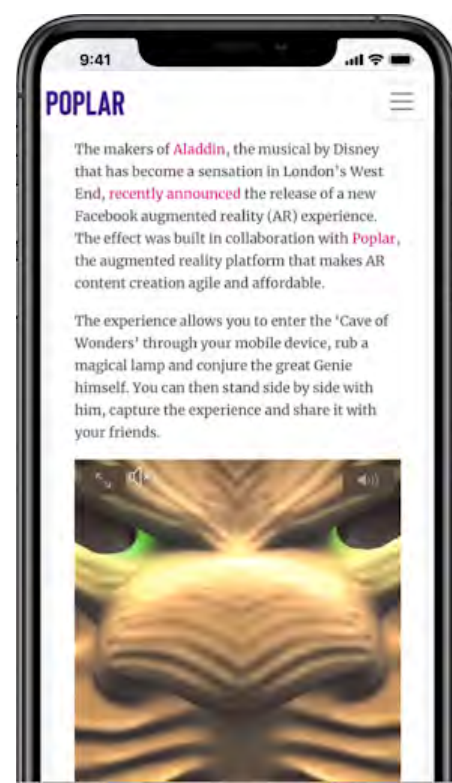 9:41
POPLAR
The makers of Aladdin, the musical by Disney
that has become a sensation in London's West
End, recently announced the release of a new
Facebook augmented reality (AR) experience.
The effect was built in collaboration with Poplar,
the augmented reality platform that makes AR
content creation agile and affordable.
The experience allows you to enter the 'Cave of
Wonders' through your mobile device, rub a
magical lamp and conjure the great Genie
himself. You can then stand side by side with
him, capture the experience and share it with
your friends.